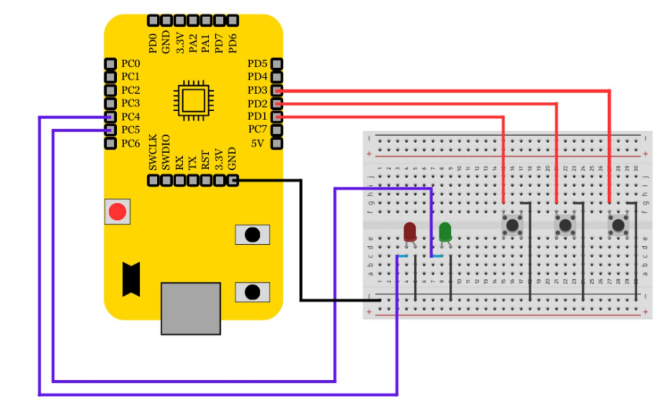 PD0 GND 3.3V PA2 PA1 PD7 PD6
PC0
PC1
PC2
PC3
PC4
PC5
PC6
PD5
PD4
PD3
PD2
PD1
PC7
5V
SWCLK SWDIO RX TX RST 3.3V GND
f g h i j
f g h i j
a b c d e
a b c d e